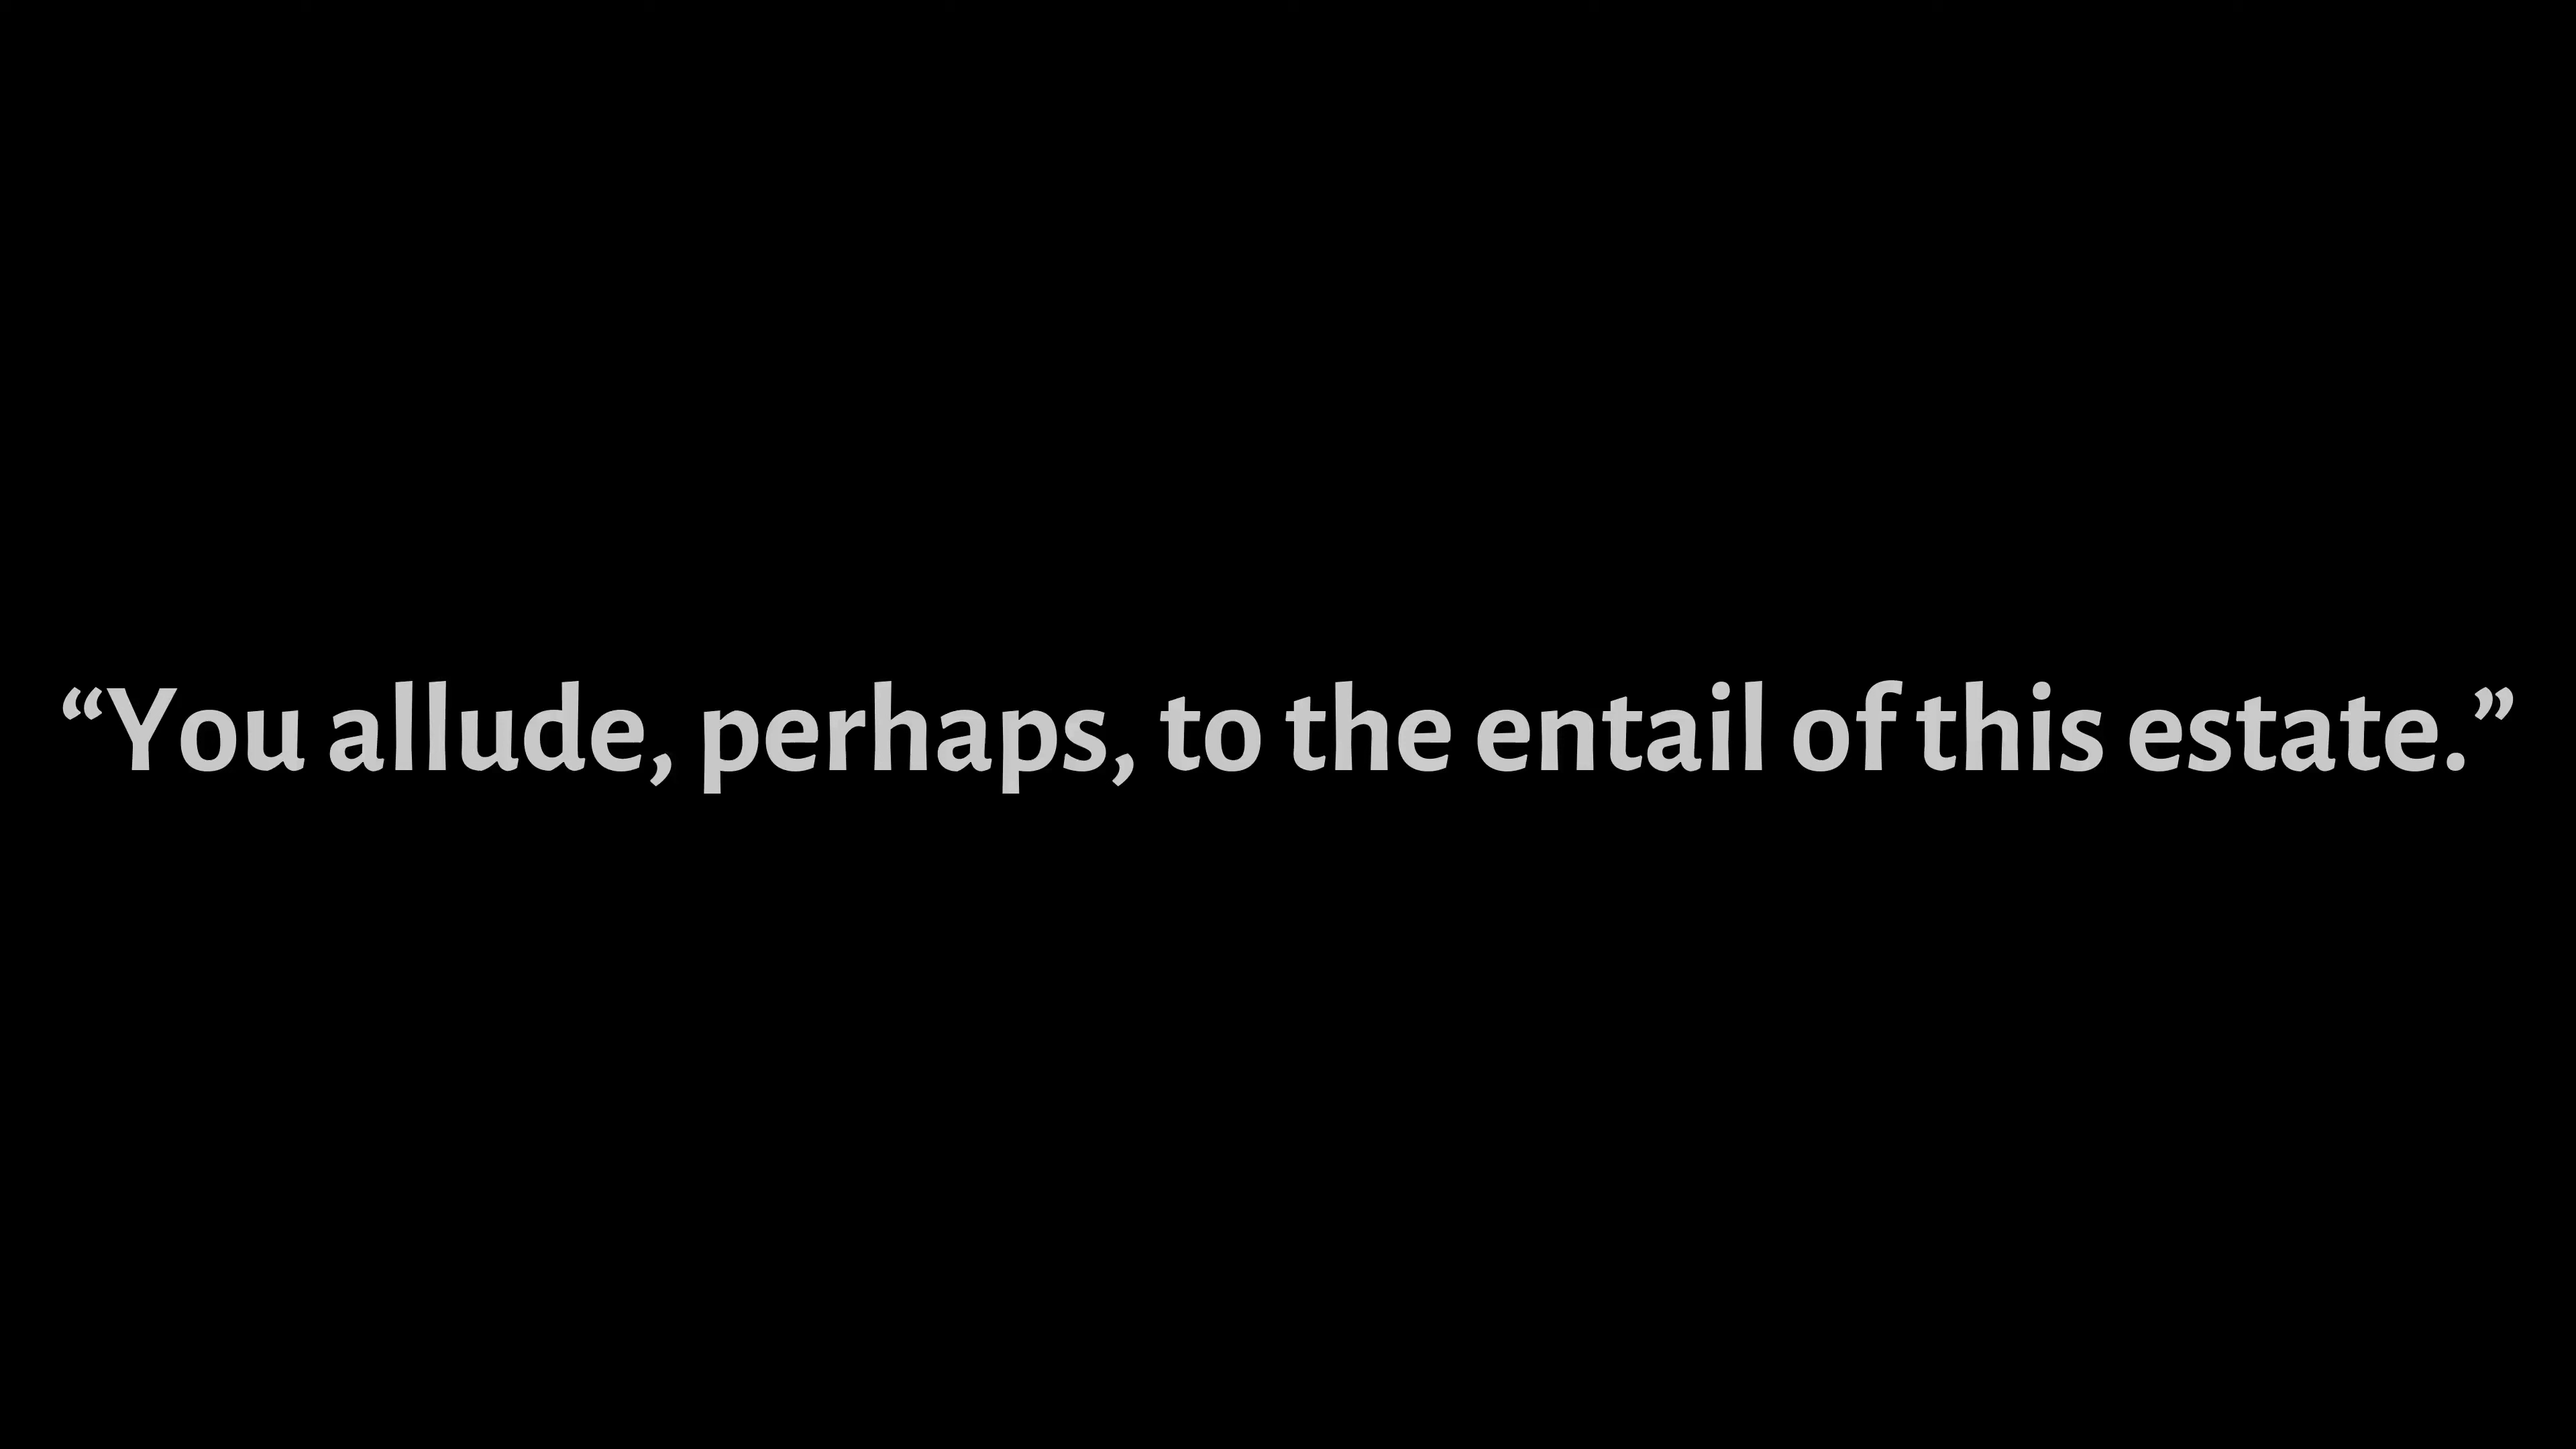 “You allude, perhaps, to the entail of this estate.”